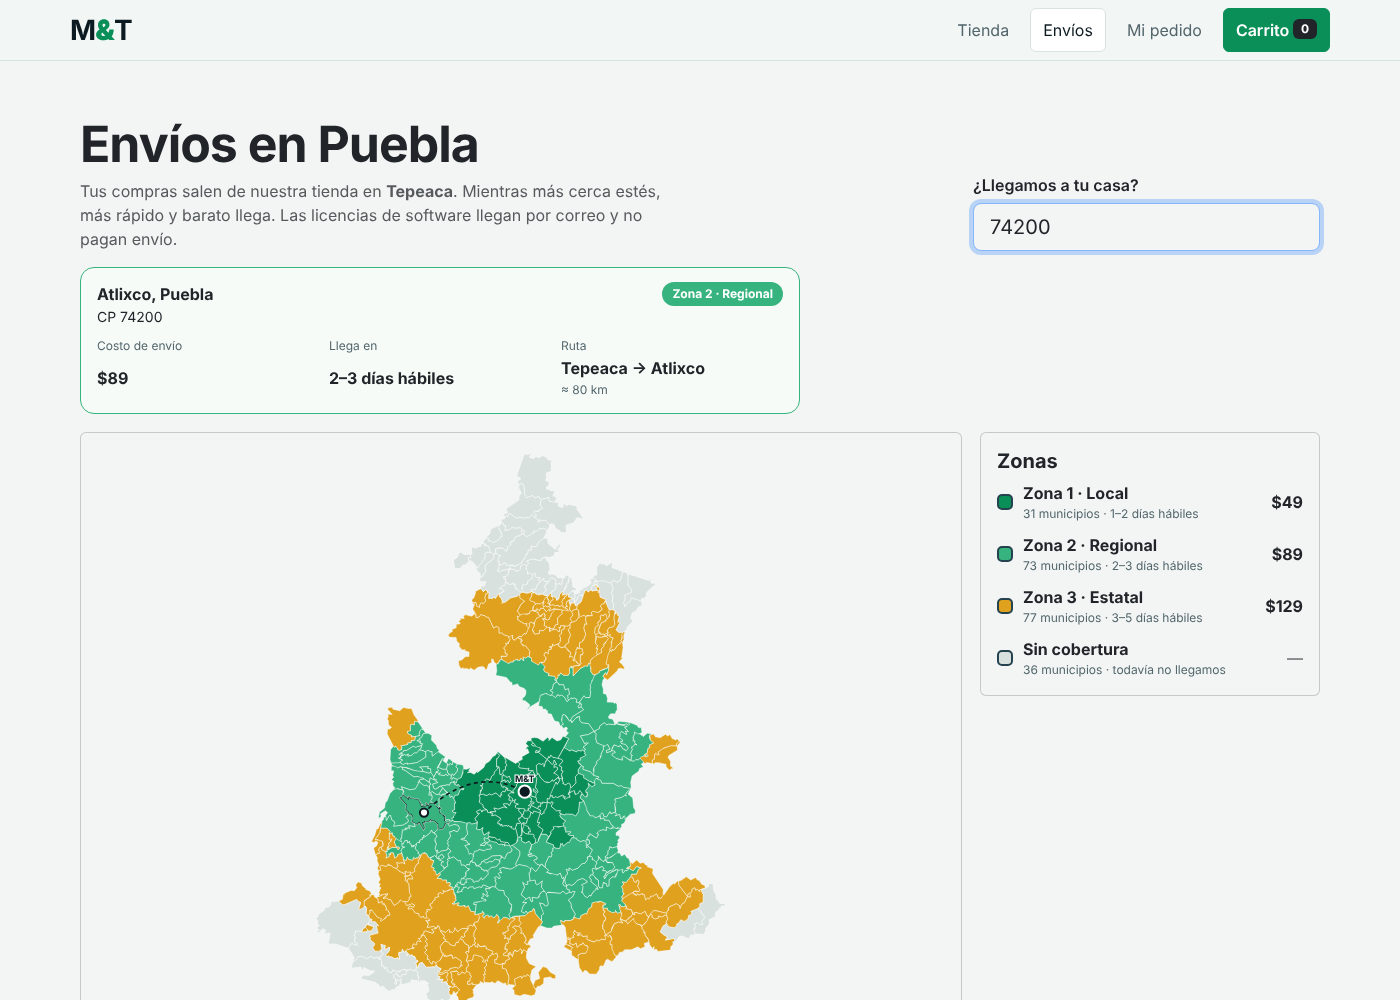 M&T
Tienda
Envíos
Mi pedido
Carrito 0
Envíos en Puebla
Tus compras salen de nuestra tienda en Tepeaca. Mientras más cerca estés,
más rápido y barato llega. Las licencias de software llegan por correo y no
pagan envío.
¿Llegamos a tu casa?
74200
Atlixco, Puebla
Zona 2 · Regional
CP 74200
Costo de envío
$89
Llega en
2–3 días hábiles
Ruta
Tepeaca → Atlixco
≈ 80 km
M&T
Zonas
Zona 1 · Local
31 municipios · 1–2 días hábiles
$49
Zona 2 · Regional
73 municipios · 2–3 días hábiles
$89
Zona 3 · Estatal
77 municipios · 3–5 días hábiles
$129
Sin cobertura
36 municipios · todavía no llegamos
—